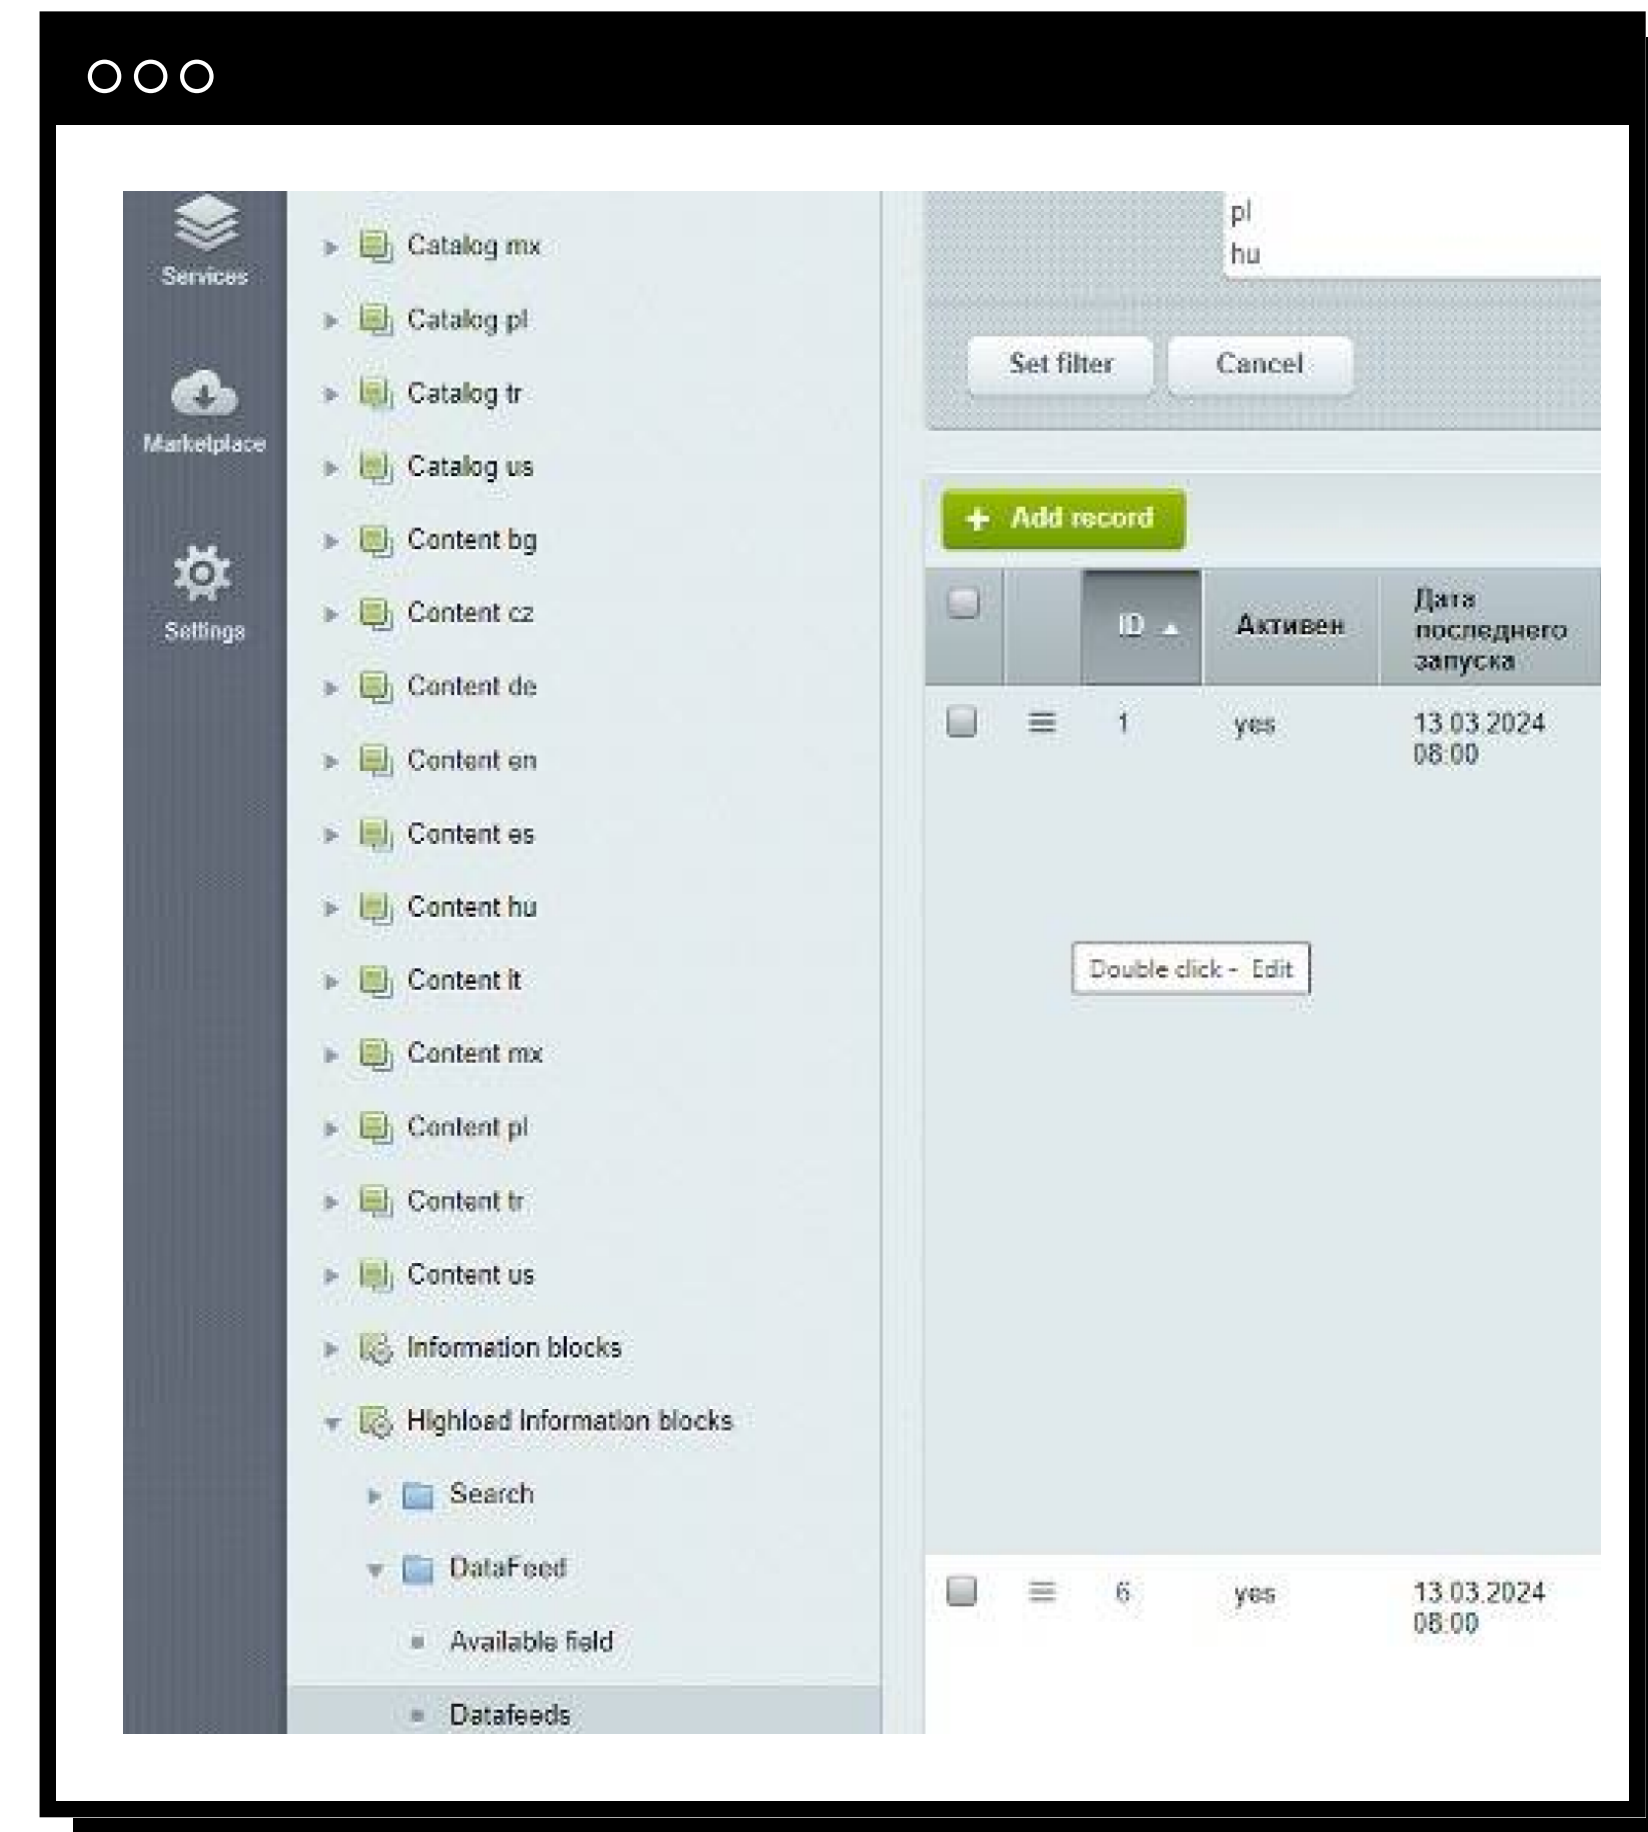 Services
Marketplace
Settings
Catalog mx
Catalog pl
Catalog tr
Catalog us
Content bg
Content cz
Content de
Content en
Content es
Content hu
Content lt
Content mx
Content pl
Content tr
Content us
Information blocks
Highload information blocks
Search
DataFeed
Available field
Datafeeds
pl
hu
Set filter
Cancel
+ Add record
ID
Активен
Дата
последнего
запуска
1
yes
13.03.2024
08:00
Double click - Edit
6
yes
13.03.2024
08:00